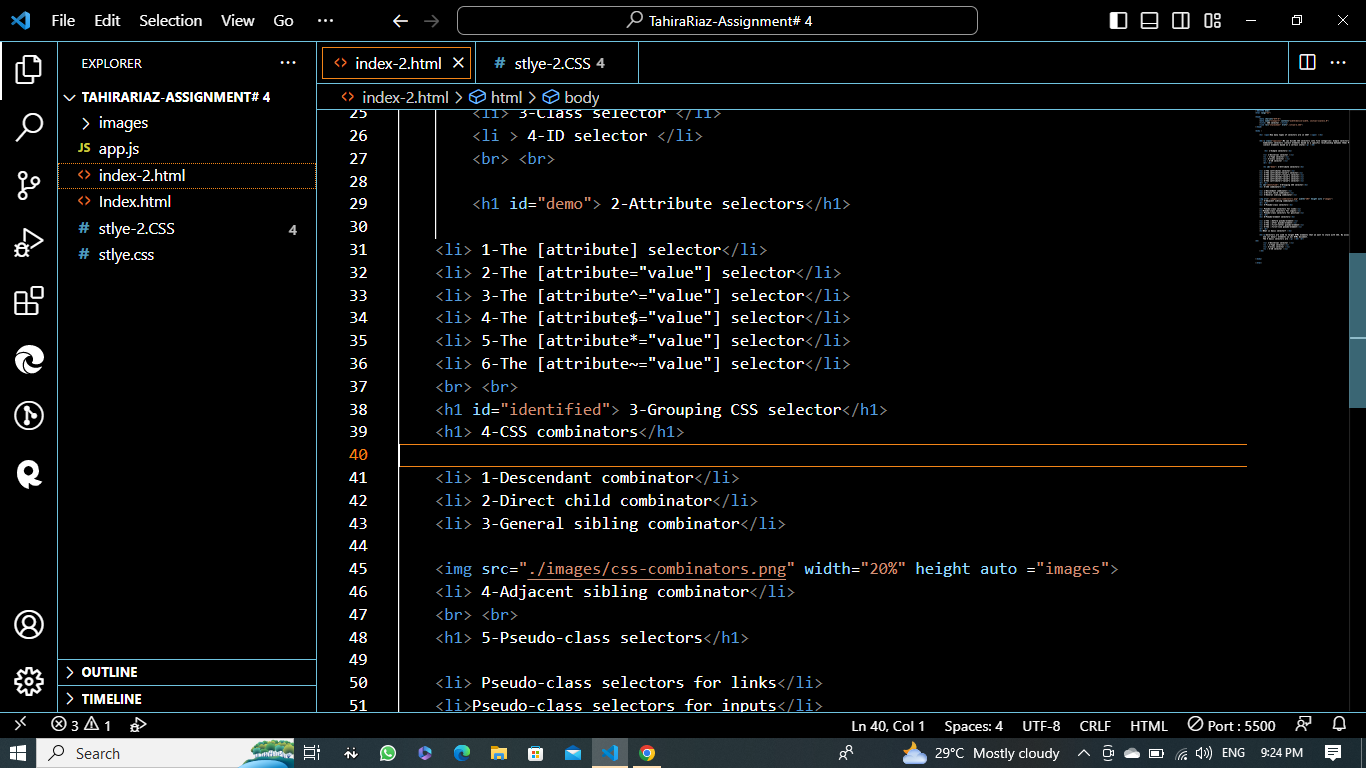 File Edit Selection View Go ··· TahiraRiaz-Assignment# 4
EXPLORER ···
TAHIRARIAZ-ASSIGNMENT# 4
images
JS app.js
<> index-2.html
<> Index.html
# stlye-2.CSS 4
# stlye.css
OUTLINE
TIMELINE
<> index-2.html # stlye-2.CSS 4 ···
<> index-2.html > html > body
25 <li> 3-Class selector </li>
26 <li > 4-ID selector </li>
27 <br> <br>
28
29 <h1 id="demo"> 2-Attribute selectors</h1>
30
31 <li> 1-The [attribute] selector</li>
32 <li> 2-The [attribute="value"] selector</li>
33 <li> 3-The [attribute^="value"] selector</li>
34 <li> 4-The [attribute$="value"] selector</li>
35 <li> 5-The [attribute*="value"] selector</li>
36 <li> 6-The [attribute~="value"] selector</li>
37 <br> <br>
38 <h1 id="identified"> 3-Grouping CSS selector</h1>
39 <h1> 4-CSS combinators</h1>
40
41 <li> 1-Descendant combinator</li>
42 <li> 2-Direct child combinator</li>
43 <li> 3-General sibling combinator</li>
44
45 <img src="./images/css-combinators.png" width="20%" height auto ="images">
46 <li> 4-Adjacent sibling combinator</li>
47 <br> <br>
48 <h1> 5-Pseudo-class selectors</h1>
49
50 <li> Pseudo-class selectors for links</li>
51 <li>Pseudo-class selectors for inputs</li>
3 1 Ln 40, Col 1 Spaces: 4 UTF-8 CRLF HTML Port : 5500
Search 29°C Mostly cloudy ENG 9:24 PM